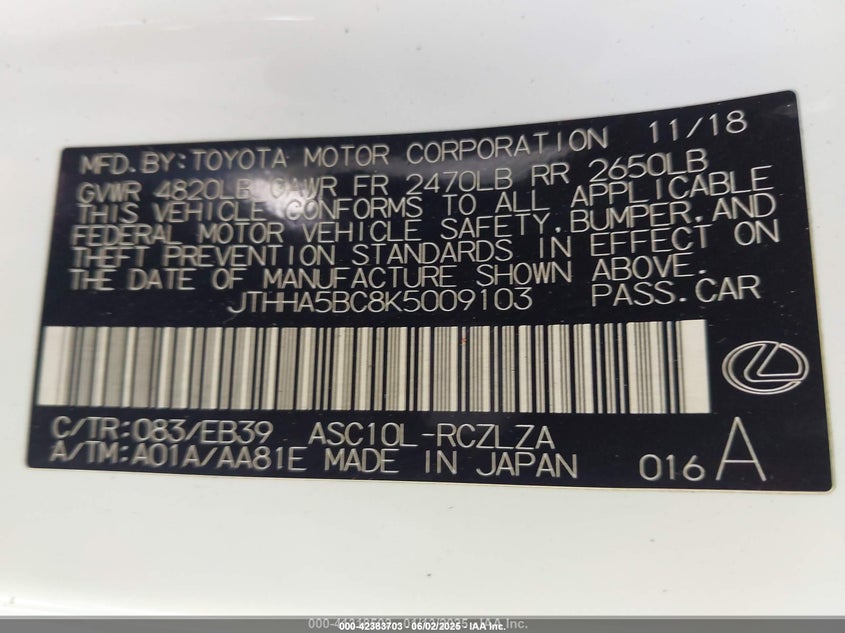 MFD.BY:TOYOTA MOTOR CORPORATION 11/18
GVWR 4820LB GAWR FR 2470LB RR 2650LB
THIS VEHICLE CONFORMS TO ALL APPLICABLE
FEDERAL MOTOR VEHICLE SAFETY,BUMPER,AND
THEFT PREVENTION STANDARDS IN EFFECT ON
THE DATE OF MANUFACTURE SHOWN ABOVE.
JTHHA5BC8K5009103 PASS.CAR
C/TR:083/EB39 ASC10L-RCZLZA
A/TM:A01A/AA81E MADE IN JAPAN 016 A
000-42383703 - 06/02/2025 - IAA Inc.